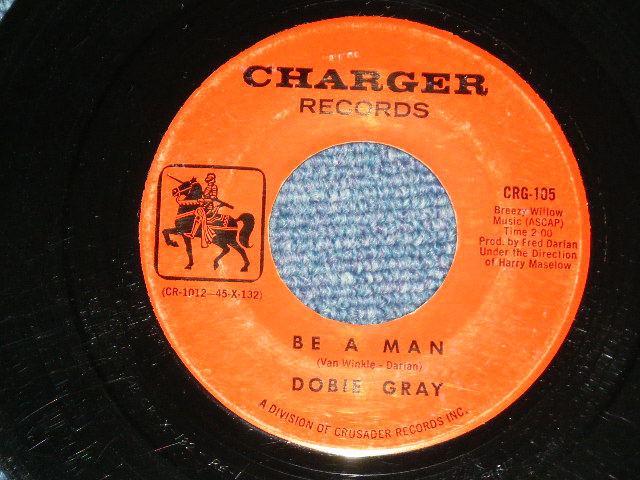 CHARGER
RECORDS
CRG-105
Breezy Willow
Music (ASCAP)
Time 2:00
Prod. by Fred Darian
Under the Direction
of Harry Maselow
(CR-1012—45-X-132)
BE A MAN
(Van Winkle - Darian)
DOBIE GRAY
A DIVISION OF CRUSADER RECORDS INC.